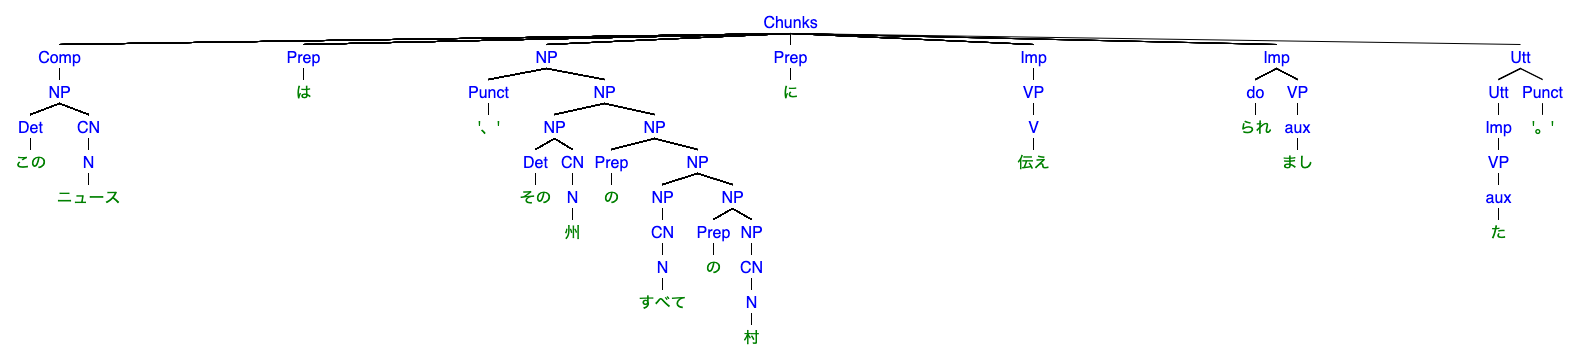 Chunks
Comp Prep NP Prep Imp Imp Utt
NP は Punct NP に VP do VP Utt Punct
Det CN '、' NP NP V られ aux Imp '。'
この N Det CN Prep NP 伝え まし VP
ニュース その N の NP NP aux
州 CN Prep NP た
N の CN
すべて N
村